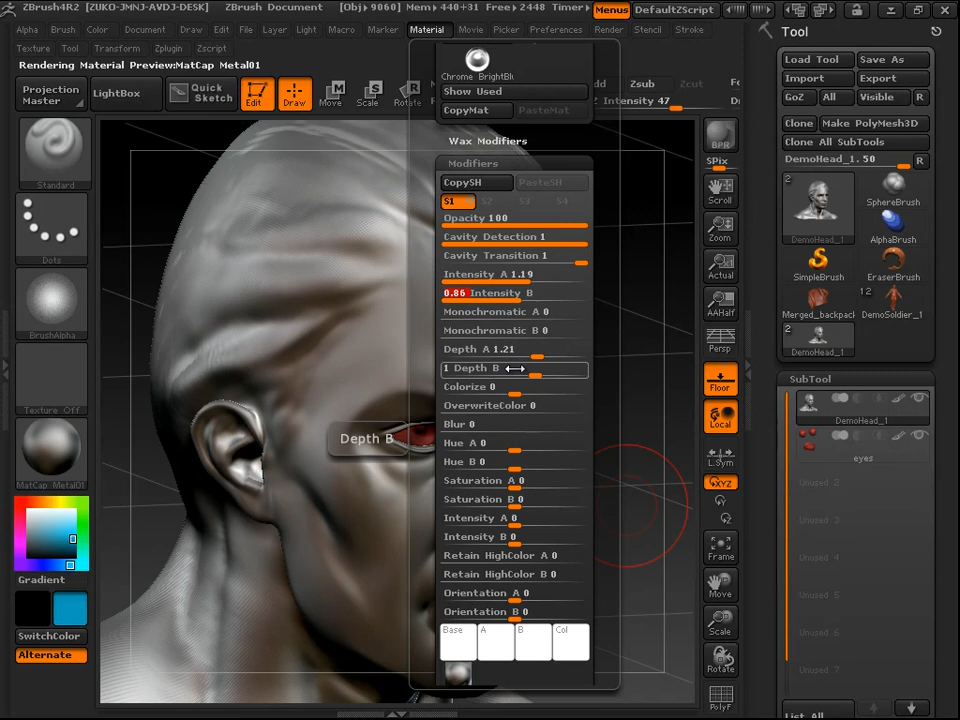 ZBrush4R2 [ZUKO-JMNJ-AVDJ-DESK] ZBrush Document [Obj] 9060] Mem▸440+31 Free▸2448 Timer▸ Menus DefaultZScript
Alpha Brush Color Document Draw Edit File Layer Light Macro Marker Material Movie Picker Preferences Render Stencil Stroke
Texture Tool Transform Zplugin Zscript
Rendering Material Preview:MatCap Metal01
Projection Master
LightBox
Quick Sketch
Edit Draw Move Scale Rotate
Chrome BrightBl
Show Used
CopyMat PasteMat
Zsub Zcut
Z Intensity 47
Wax Modifiers
Modifiers
CopySH PasteSH
S1 S2 S3 S4
Opacity 100
Cavity Detection 1
Cavity Transition 1
Intensity A 1.19
0.86 Intensity B
Monochromatic A 0
Monochromatic B 0
Depth A 1.21
1 Depth B
Colorize 0
OverwriteColor 0
Blur 0
Hue A 0
Hue B 0
Saturation A 0
Saturation B 0
Intensity A 0
Intensity B 0
Retain HighColor A 0
Retain HighColor B 0
Orientation A 0
Orientation B 0
Base A B Col
Depth B
Standard
Dots
BrushAlpha
Texture Off
MatCap Metal01
Gradient
SwitchColor
Alternate
BPR
SPix
Scroll
Zoom
Actual
AAHalf
Persp
Floor
Local
L.Sym
XYZ
Y
Z
Frame
Move
Scale
Rotate
PolyF
Tool
Load Tool Save As
Import Export
GoZ All Visible R
Clone Make PolyMesh3D
Clone All SubTools
DemoHead_1. 50 R
2
DemoHead_1
SphereBrush
AlphaBrush
SimpleBrush EraserBrush
12
Merged_backpack DemoSoldier_1
2
DemoHead_1
SubTool
DemoHead_1
eyes
Unused 2
Unused 3
Unused 4
Unused 5
Unused 6
Unused 7
List All